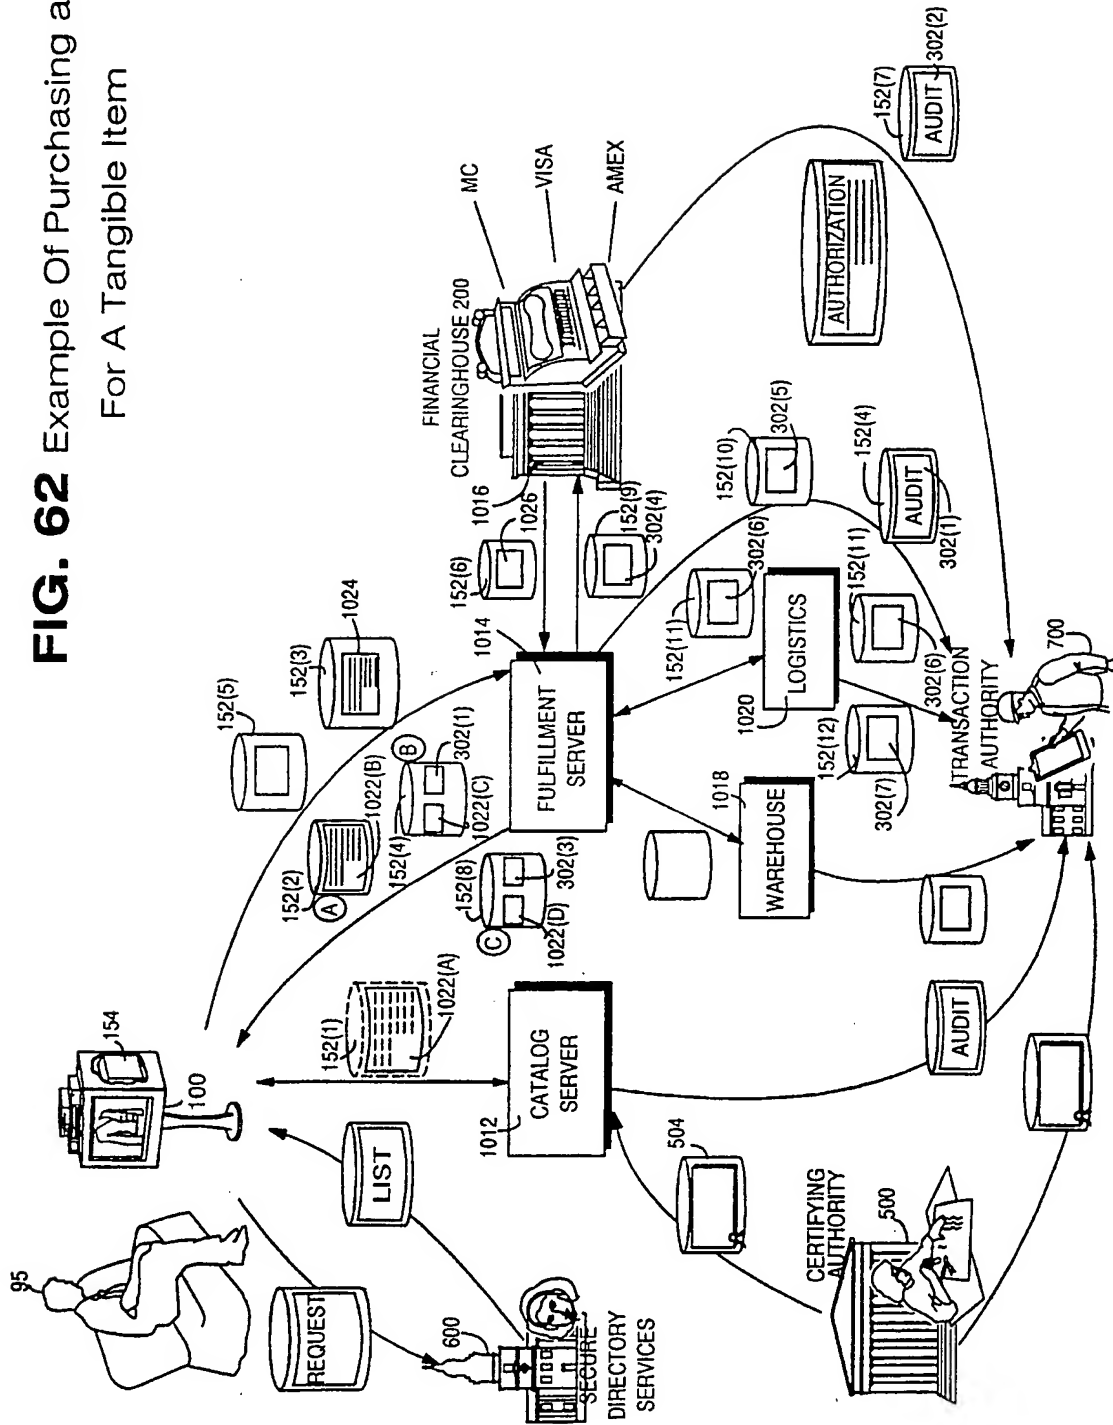 FIG. 62 Example Of Purchasing a
For A Tangible Item
95
154
100
REQUEST
LIST
600
SECURE
DIRECTORY
SERVICES
152(1)
1022(A)
1012
CATALOG
SERVER
504
CERTIFYING
AUTHORITY
500
AUDIT
152(5)
152(3)
1024
152(2)
A
1022(B)
152(4)
B
302(1)
1022(C)
152(8)
C
302(3)
1022(D)
1014
FULFILLMENT
SERVER
152(6)
1026
1016
152(9)
302(4)
FINANCIAL
CLEARINGHOUSE 200
MC
VISA
AMEX
1018
WAREHOUSE
152(11)
302(6)
1020
LOGISTICS
152(10)
302(5)
152(4)
AUDIT
302(1)
152(11)
302(6)
152(12)
302(7)
TRANSACTION
AUTHORITY
700
AUTHORIZATION
152(7)
AUDIT
302(2)